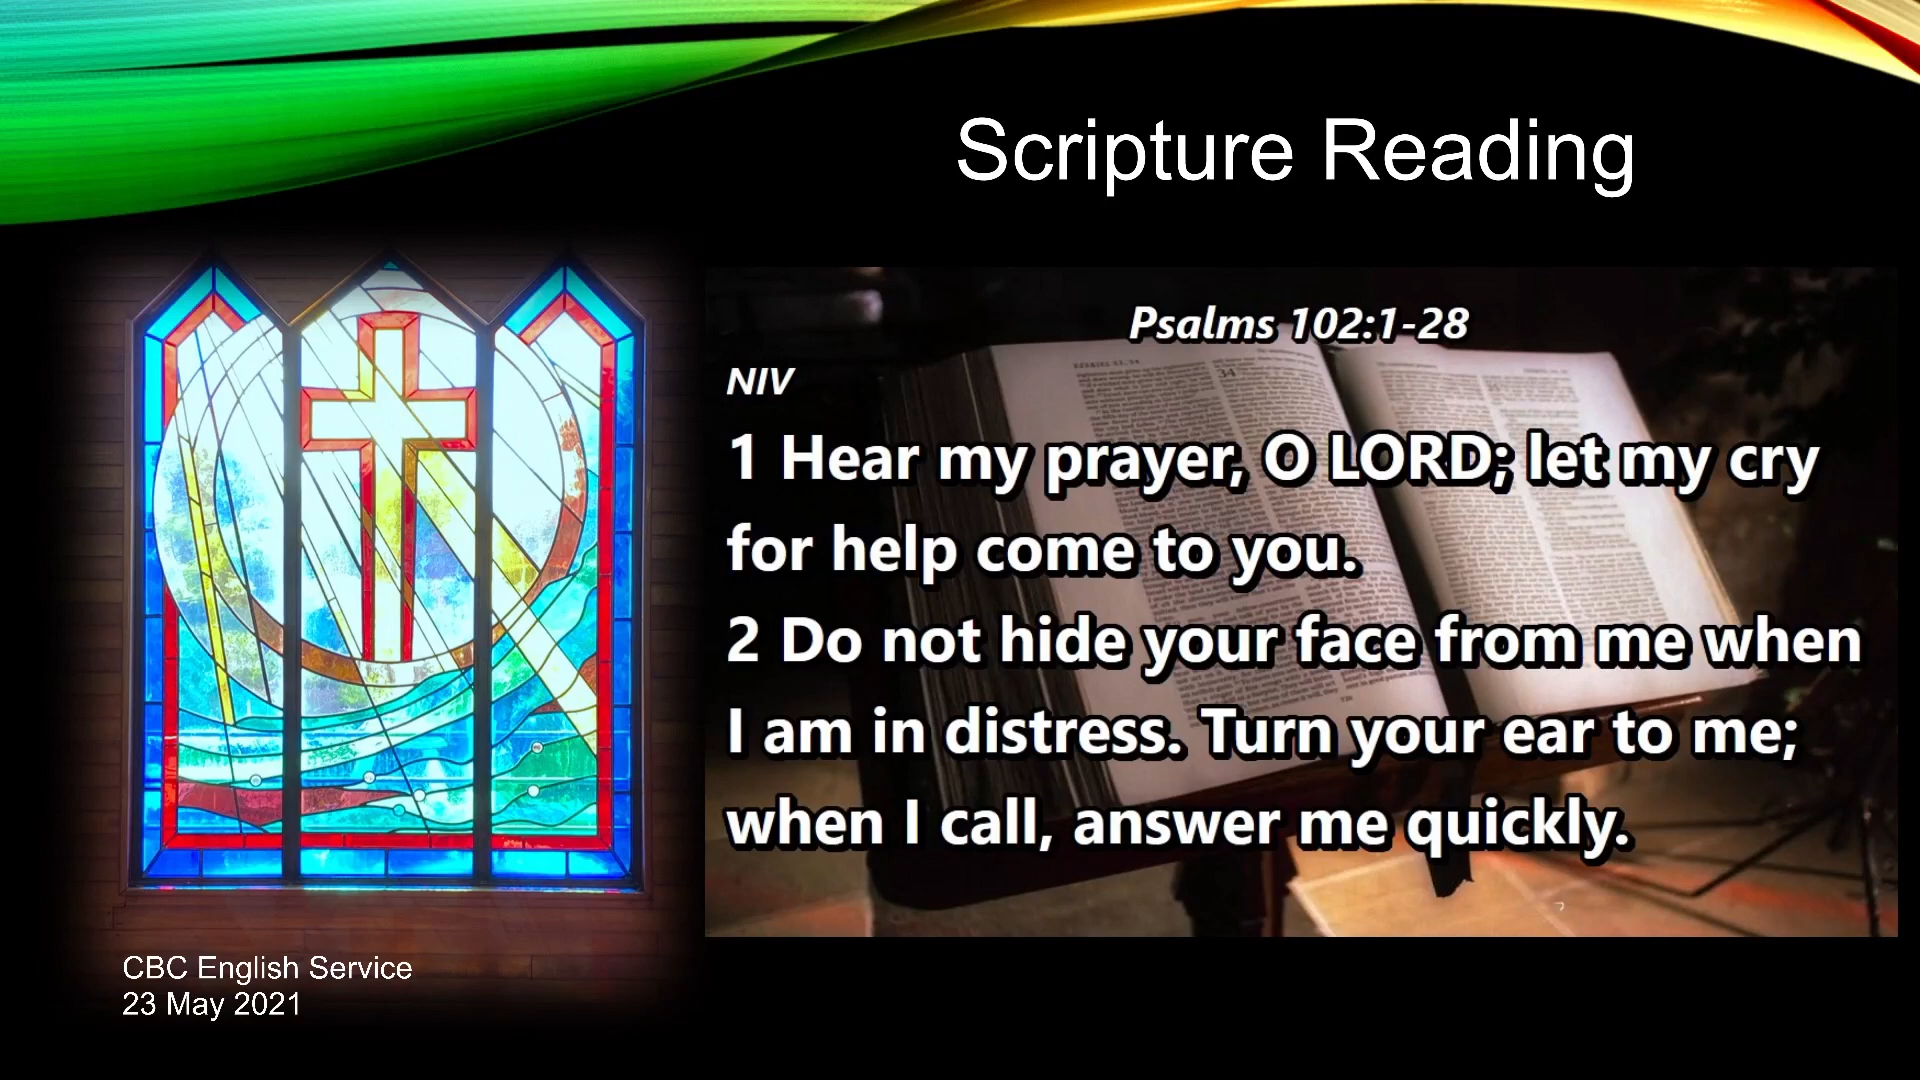 Scripture Reading
Psalms 102:1-28
NIV
1 Hear my prayer, O LORD; let my cry
for help come to you.
2 Do not hide your face from me when
I am in distress. Turn your ear to me;
when I call, answer me quickly.
CBC English Service
23 May 2021